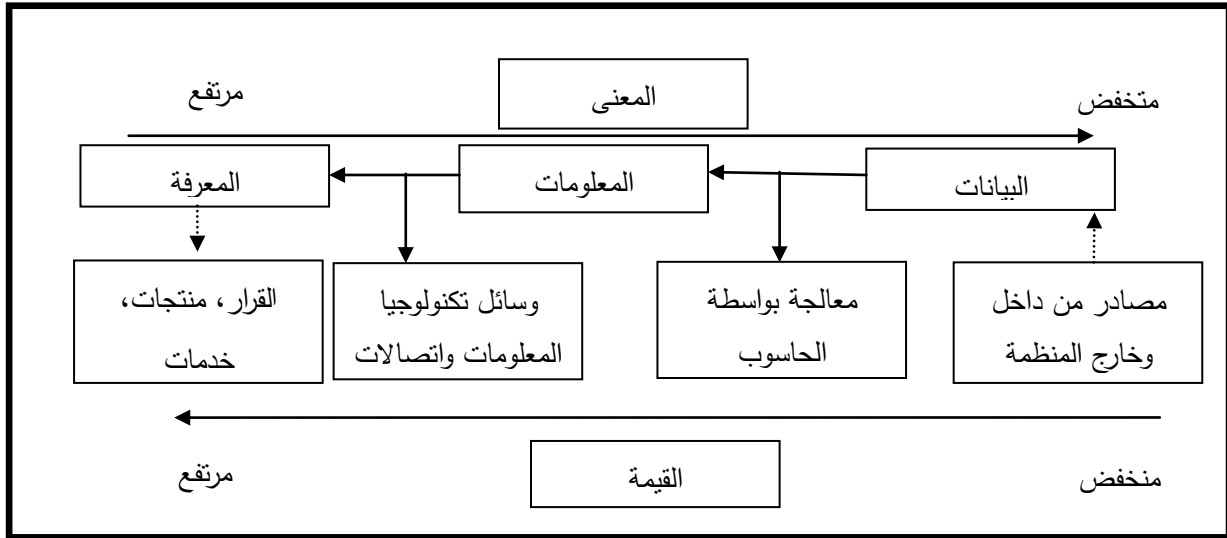 المعنى
متخفض
مرتفع
البيانات
المعلومات
المعرفة
مصادر من داخل
وخارج المنظمة
معالجة بواسطة
الحاسوب
وسائل تكنولوجيا
المعلومات واتصالات
القرار، منتجات،
خدمات
القيمة
منخفض
مرتفع